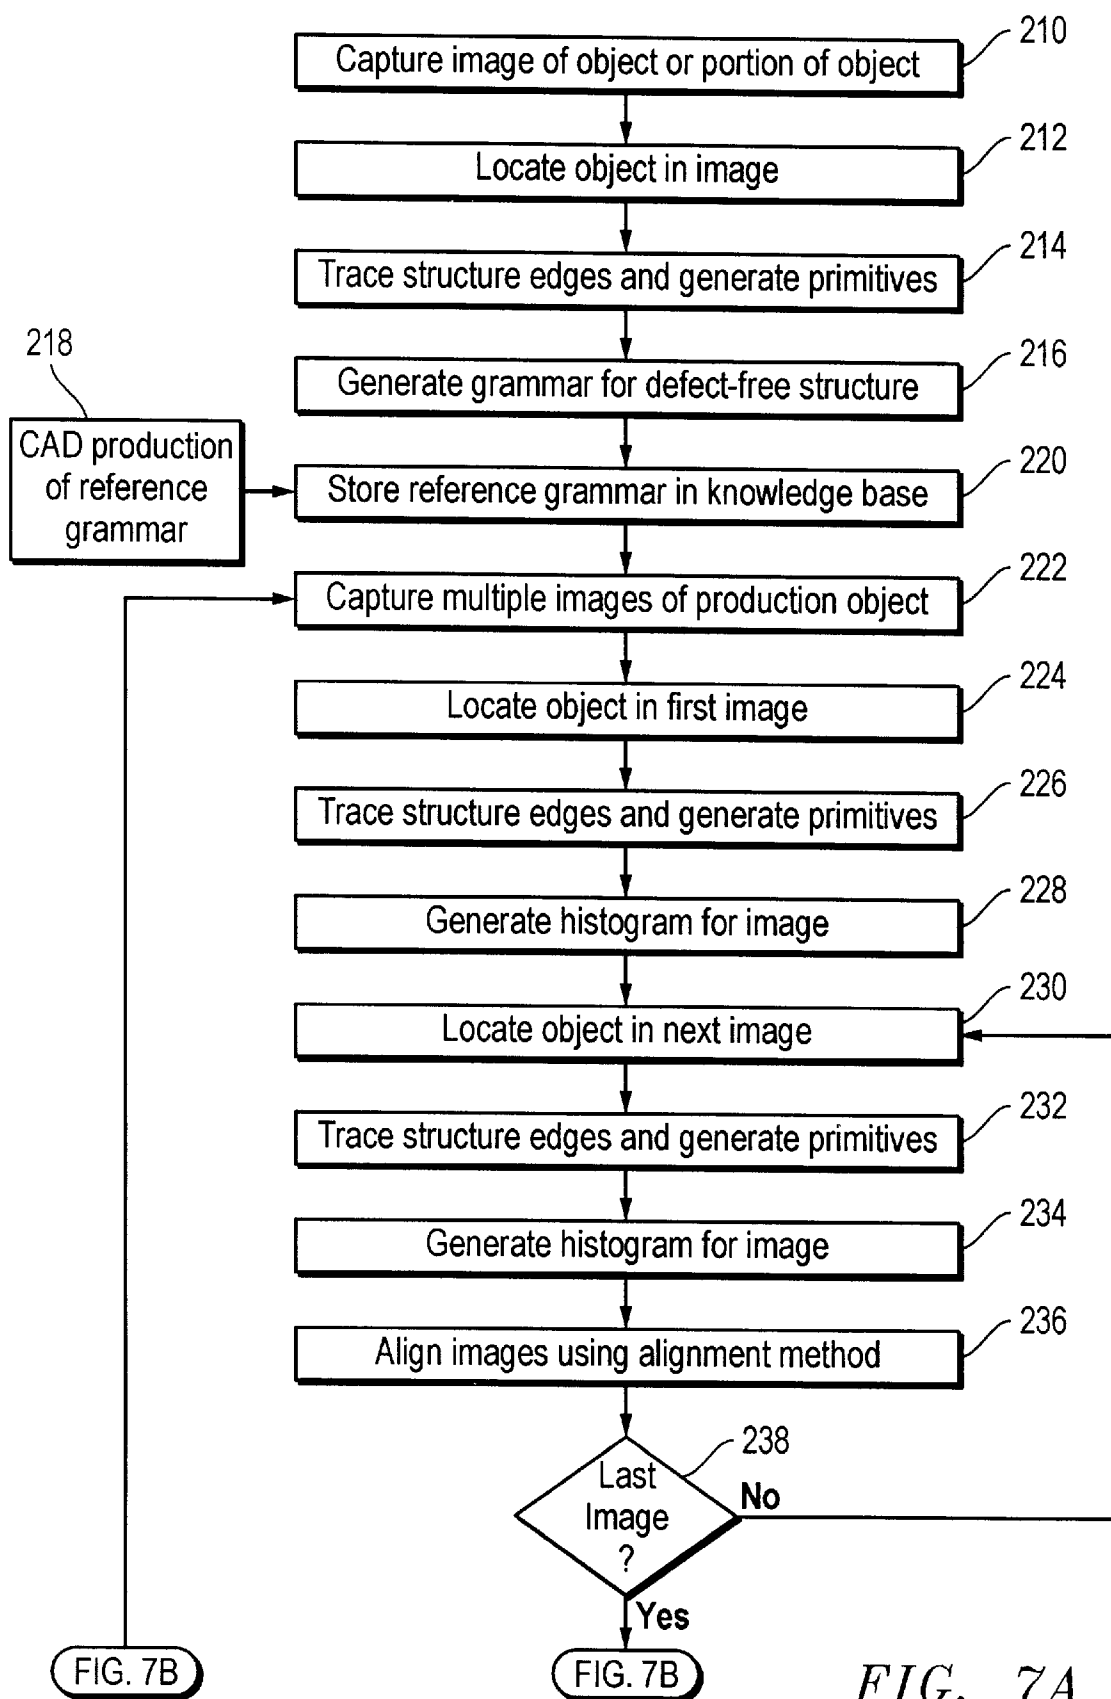 210
Capture image of object or portion of object
212
Locate object in image
214
Trace structure edges and generate primitives
216
Generate grammar for defect-free structure
218
CAD production
of reference
grammar
220
Store reference grammar in knowledge base
222
Capture multiple images of production object
224
Locate object in first image
226
Trace structure edges and generate primitives
228
Generate histogram for image
230
Locate object in next image
232
Trace structure edges and generate primitives
234
Generate histogram for image
236
Align images using alignment method
238
Last
Image
?
No
Yes
FIG. 7B
FIG. 7B
FIG. 7A